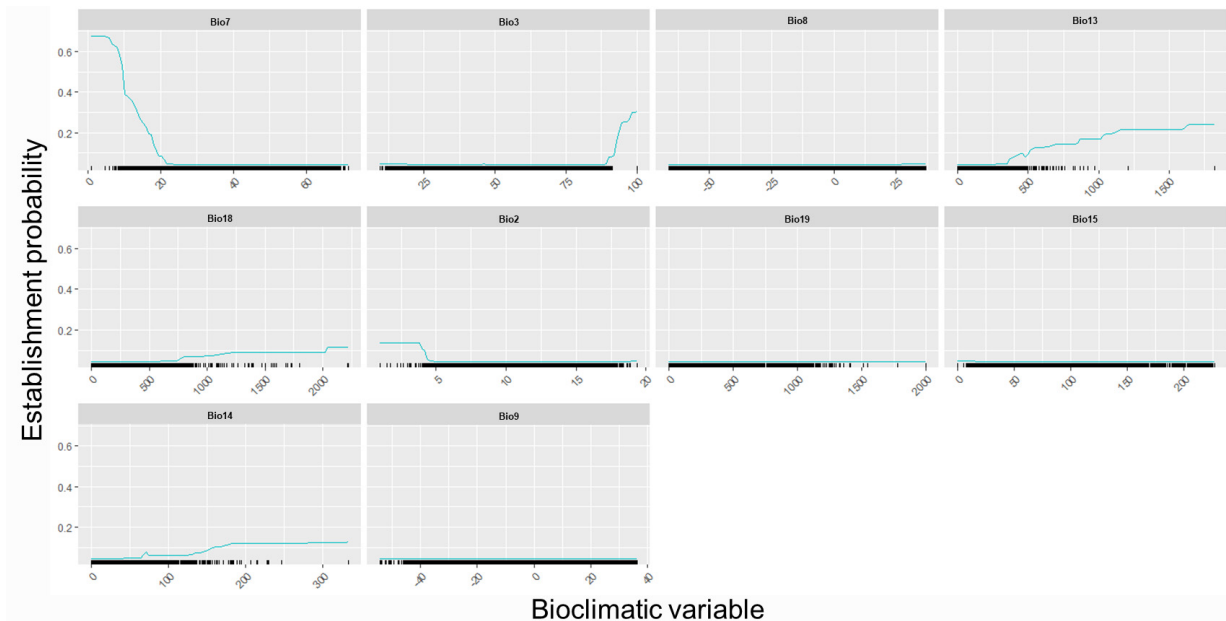 Bio7 Bio3 Bio8 Bio13
0.6
0.4
0.2
0 20 40 60 25 50 75 100 -50 -25 0 25 0 500 1000 1500
Bio18 Bio2 Bio19 Bio15
0.6
0.4
0.2
0 500 1000 1500 2000 5 10 15 20 0 500 1000 1500 2000 0 50 100 150 200
Bio14 Bio9
0.6
0.4
0.2
0 100 200 300 -40 -20 0 20 40
Establishment probability
Bioclimatic variable